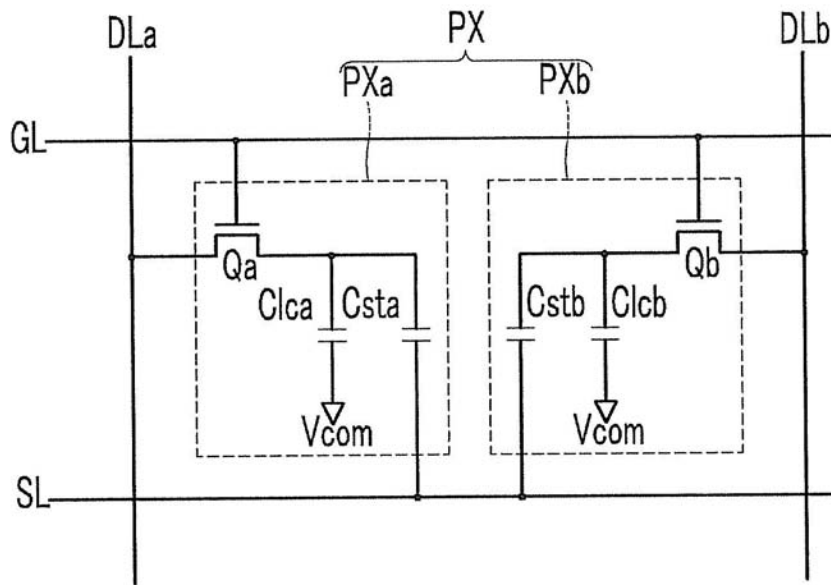 DLa
PX
DLb
PXa
PXb
GL
Qa
Qb
Clca
Csta
Cstb
Clcb
Vcom
Vcom
SL